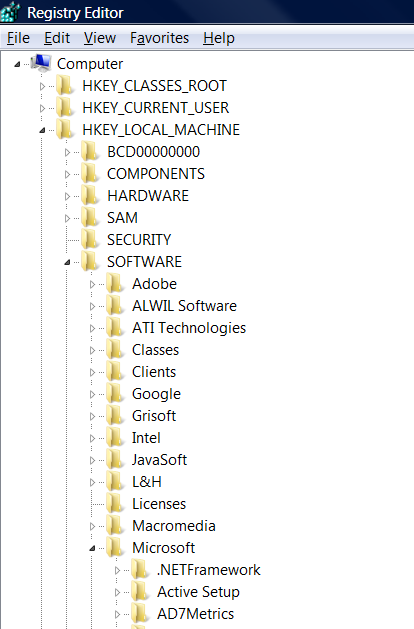 Registry Editor
File Edit View Favorites Help
Computer
HKEY_CLASSES_ROOT
HKEY_CURRENT_USER
HKEY_LOCAL_MACHINE
BCD00000000
COMPONENTS
HARDWARE
SAM
SECURITY
SOFTWARE
Adobe
ALWIL Software
ATI Technologies
Classes
Clients
Google
Grisoft
Intel
JavaSoft
L&H
Licenses
Macromedia
Microsoft
.NETFramework
Active Setup
AD7Metrics